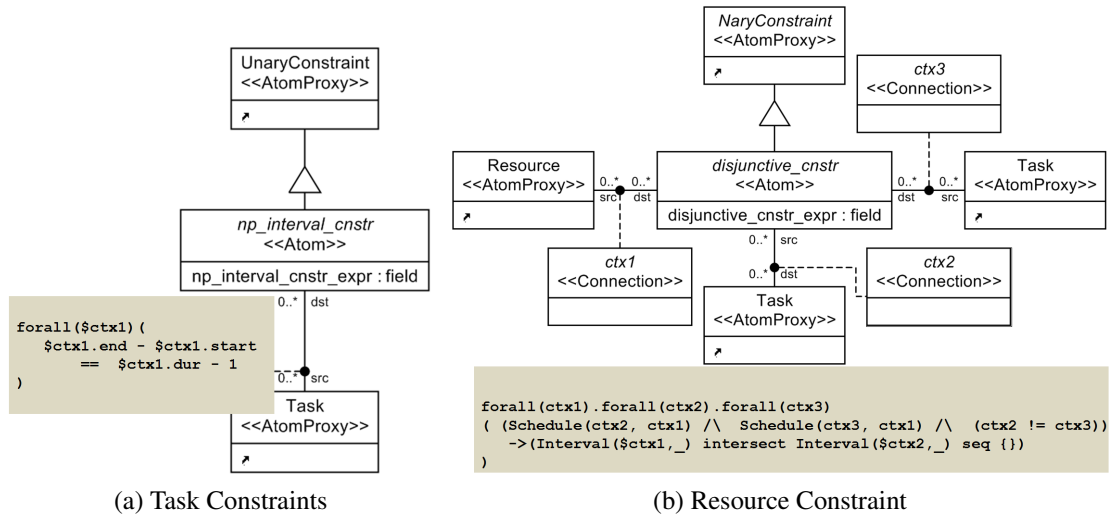 UnaryConstraint
<<AtomProxy>>
np_interval_cnstr
<<Atom>>
np_interval_cnstr_expr : field
0..* dst
forall($ctx1)(
$ctx1.end - $ctx1.start
== $ctx1.dur - 1
)
0..* src
Task
<<AtomProxy>>
(a) Task Constraints
NaryConstraint
<<AtomProxy>>
ctx3
<<Connection>>
Resource
<<AtomProxy>>
0..* 0..*
src dst
disjunctive_cnstr
<<Atom>>
disjunctive_cnstr_expr : field
0..* 0..*
dst src
Task
<<AtomProxy>>
0..* src
ctx1
<<Connection>>
0..* dst
ctx2
<<Connection>>
Task
<<AtomProxy>>
forall(ctx1).forall(ctx2).forall(ctx3)
( (Schedule(ctx2, ctx1) /\ Schedule(ctx3, ctx1) /\ (ctx2 != ctx3))
->(Interval($ctx1,_) intersect Interval($ctx2,_) seq {})
)
(b) Resource Constraint